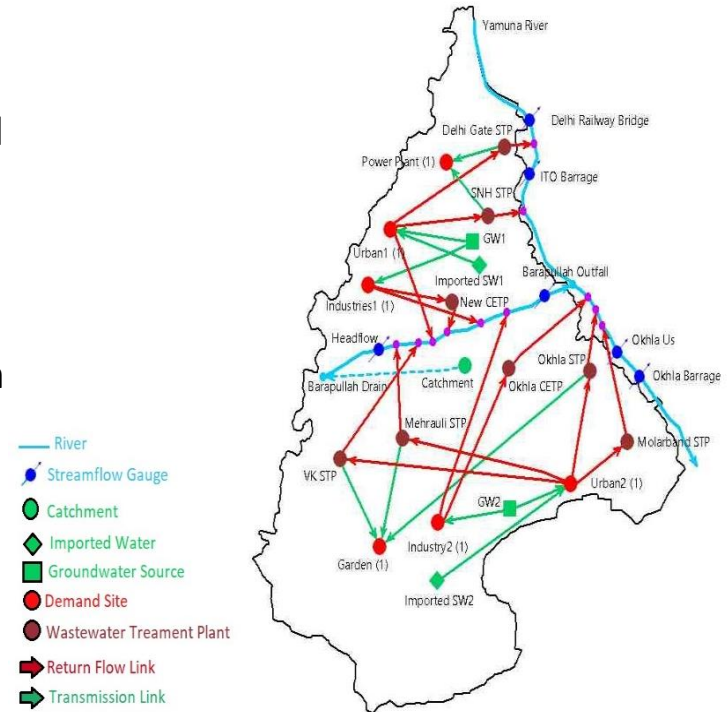 Yamuna River
Delhi Railway Bridge
Delhi Gate STP
Power Plant (1)
ITO Barrage
SNH STP
Urban1 (1)
GW1
Imported SW1
Barapullah Outfall
Industries1 (1)
New CETP
Headflow
Okhla Us
Okhla STP
Okhla Barrage
Barapullah Drain
Catchment
Okhla CETP
Mehrauli STP
Molarband STP
VK STP
Urban2 (1)
GW2
Industry2 (1)
Garden (1)
Imported SW2
River
Streamflow Gauge
Catchment
Imported Water
Groundwater Source
Demand Site
Wastewater Treament Plant
Return Flow Link
Transmission Link